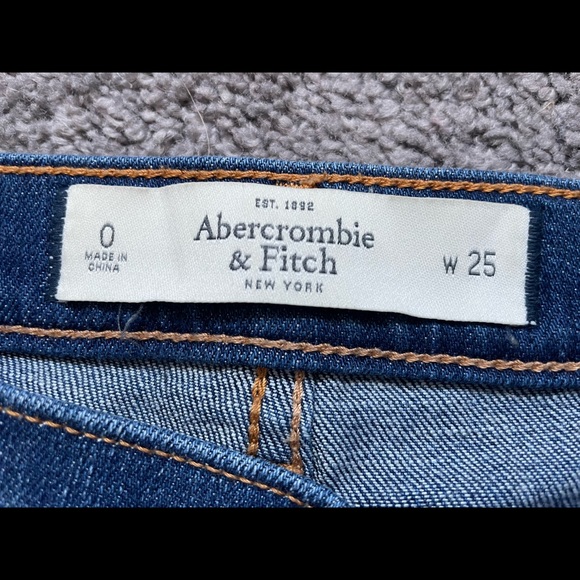 EST. 1892
0
MADE IN
CHINA
Abercrombie
& Fitch
NEW YORK
W 25